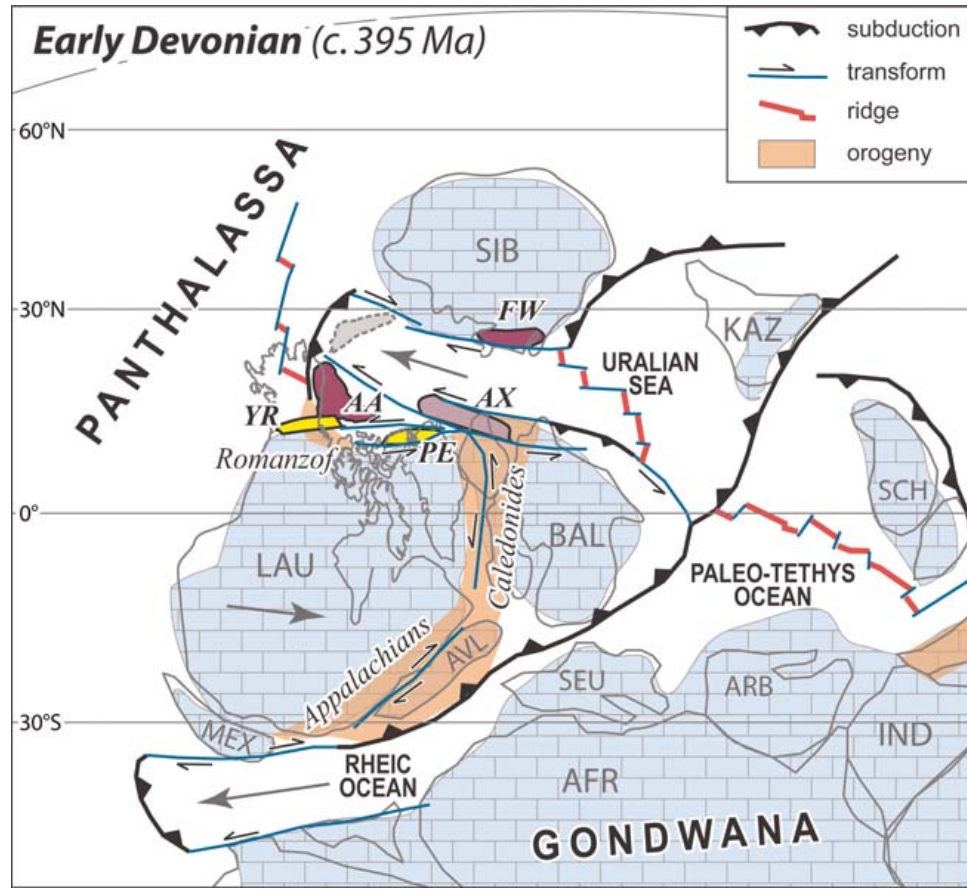 Early Devonian (c. 395 Ma)
subduction
transform
ridge
orogeny
60°N
PANTHALASSA
SIB
30°N
FW
KAZ
URALIAN
SEA
YR
AA
AX
Romanzof
PE
SCH
0°
Caledonides
BAL
LAU
PALEO-TETHYS
OCEAN
Appalachians
AVL
SEU
ARB
30°S
MEX
IND
RHEIC
OCEAN
AFR
GONDWANA